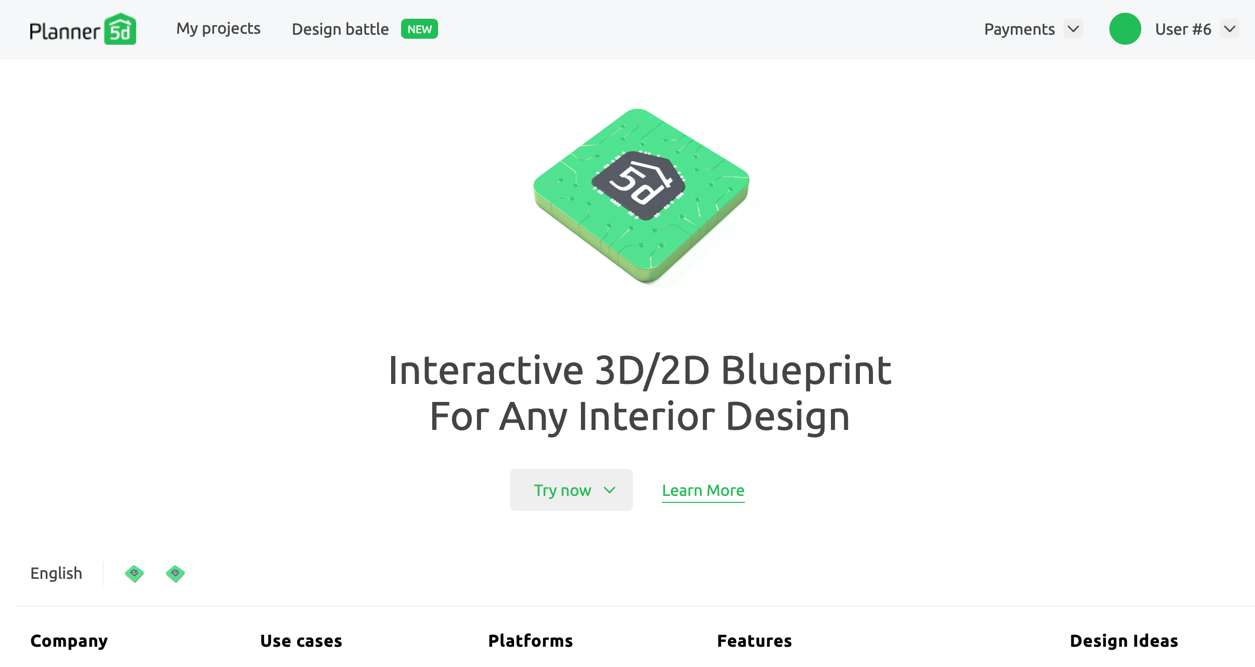 Planner 5d
My projects
Design battle
NEW
Payments
User #6
5d
Interactive 3D/2D Blueprint
For Any Interior Design
Try now
Learn More
English
Company
Use cases
Platforms
Features
Design Ideas